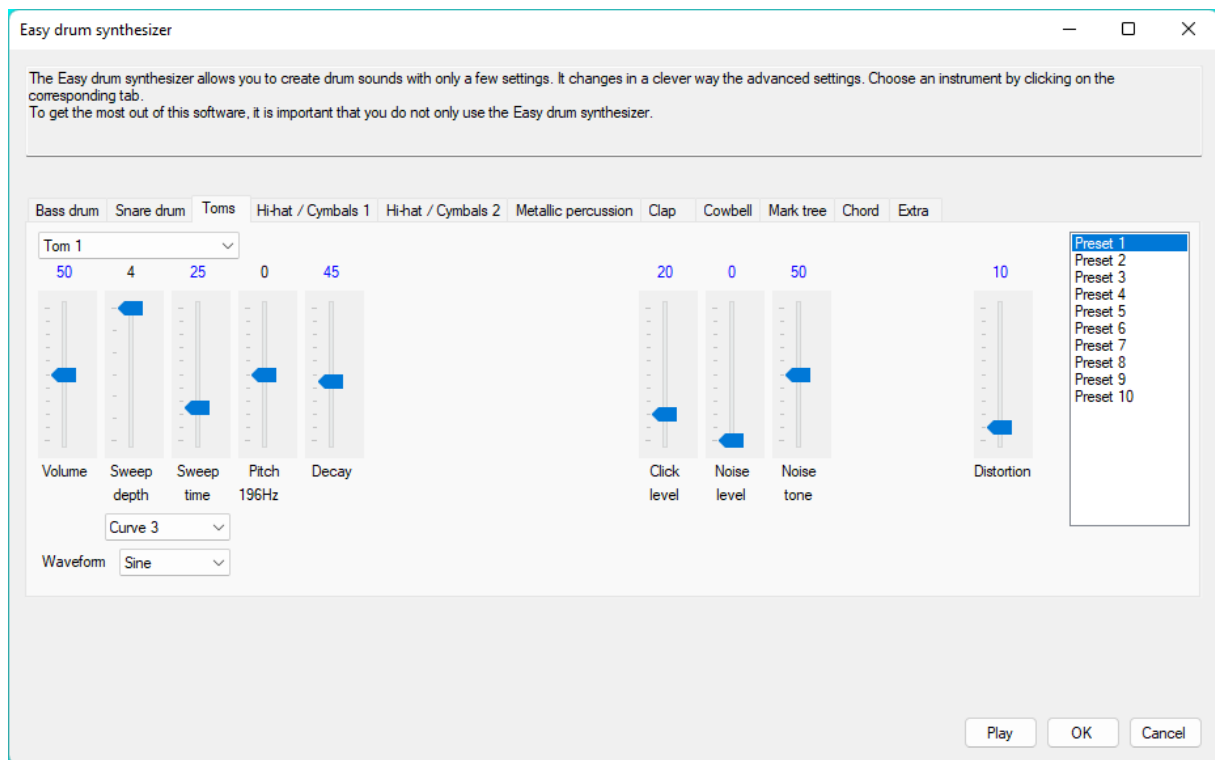 Easy drum synthesizer
The Easy drum synthesizer allows you to create drum sounds with only a few settings. It changes in a clever way the advanced settings. Choose an instrument by clicking on the
corresponding tab.
To get the most out of this software, it is important that you do not only use the Easy drum synthesizer.
Bass drum Snare drum Toms Hi-hat / Cymbals 1 Hi-hat / Cymbals 2 Metallic percussion Clap Cowbell Mark tree Chord Extra
Tom 1
50 4 25 0 45 20 0 50 10
Volume Sweep Sweep Pitch Decay Click Noise Noise Distortion
depth time 196Hz level level tone
Curve 3
Waveform Sine
Preset 1
Preset 2
Preset 3
Preset 4
Preset 5
Preset 6
Preset 7
Preset 8
Preset 9
Preset 10
Play OK Cancel